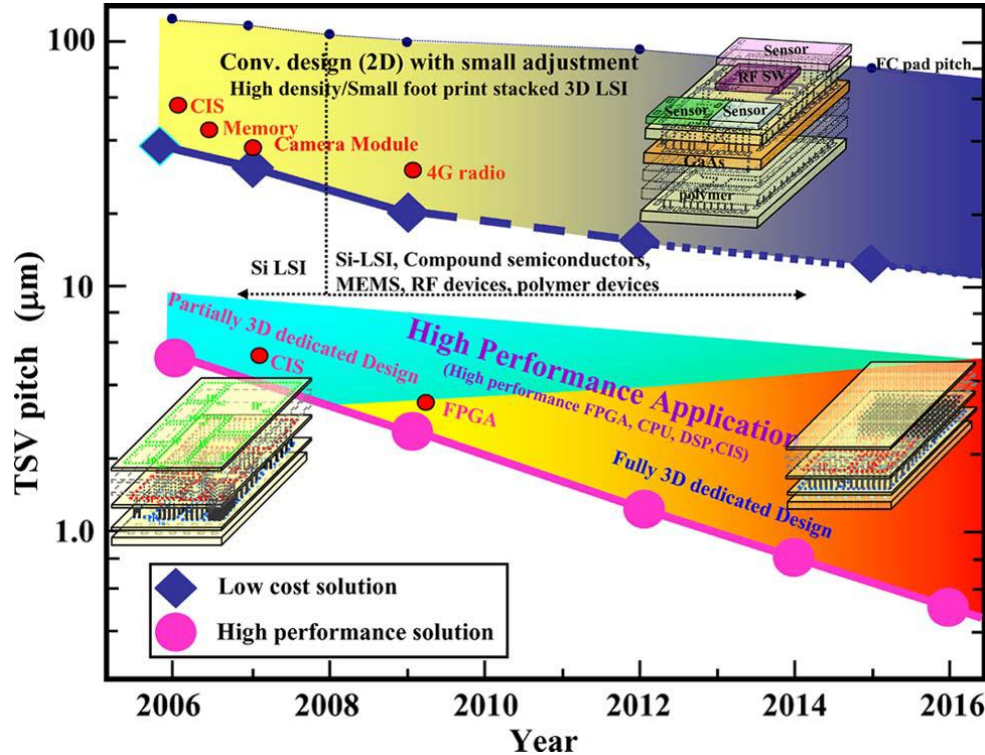 100
10
1.0
TSV pitch (μm)
Conv. design (2D) with small adjustment
High density/Small foot print stacked 3D LSI
FC pad pitch
Sensor
RF SW
Sensor
Sensor
GaAs
polymer
CIS
Memory
Camera Module
4G radio
Si LSI
Si-LSI, Compound semiconductors,
MEMS, RF devices, polymer devices
Partially 3D dedicated Design
CIS
FPGA
High Performance Application
(High performance FPGA, CPU, DSP,CIS)
Fully 3D dedicated Design
Low cost solution
High performance solution
2006
2008
2010
2012
2014
2016
Year